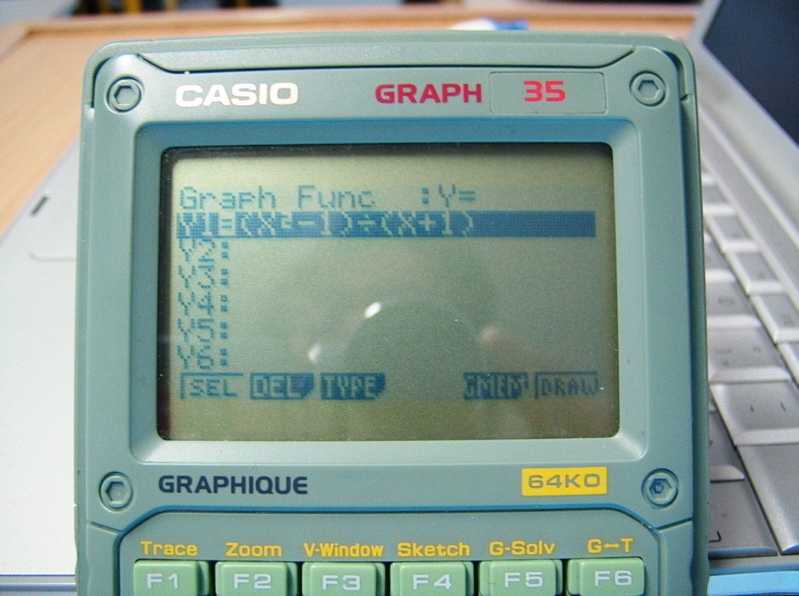 CASIO GRAPH 35
Graph Func :Y=
Y1=(X²-1)÷(X+1)
Y2:
Y3:
Y4:
Y5:
Y6:
SEL DEL TYPE GMEM DRAW
GRAPHIQUE 64KO
Trace Zoom V-Window Sketch G-Solv G↔T
F1 F2 F3 F4 F5 F6